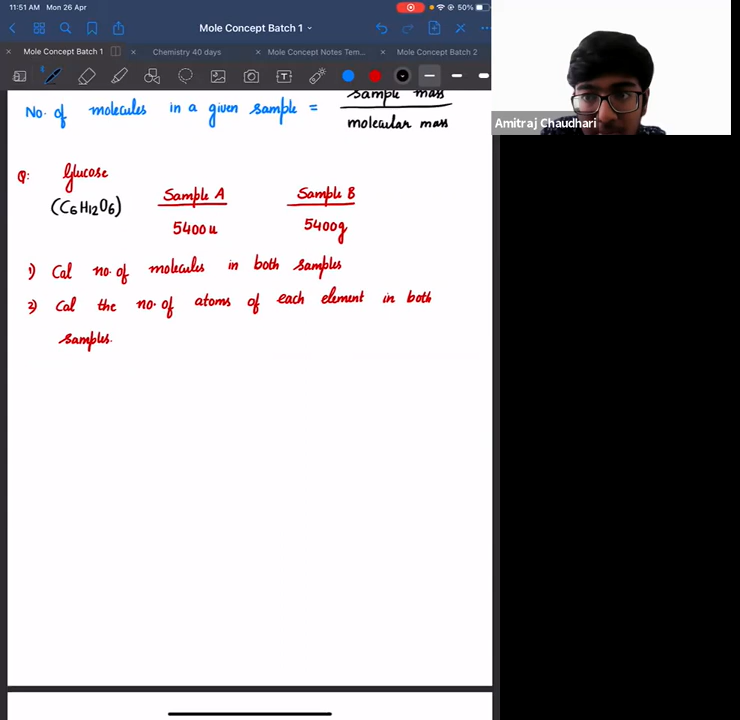 11:51 AM Mon 26 Apr
50%
Mole Concept Batch 1
Mole Concept Batch 1
Chemistry 40 days
Mole Concept Notes Tem...
Mole Concept Batch 2
No. of molecules in a given sample = sample mass
molecular mass
Amitraj Chaudhari
Q: Glucose
(C6H12O6)
Sample A
Sample B
5400u
5400g
1) Cal no. of molecules in both samples
2) Cal the no. of atoms of each element in both
samples.